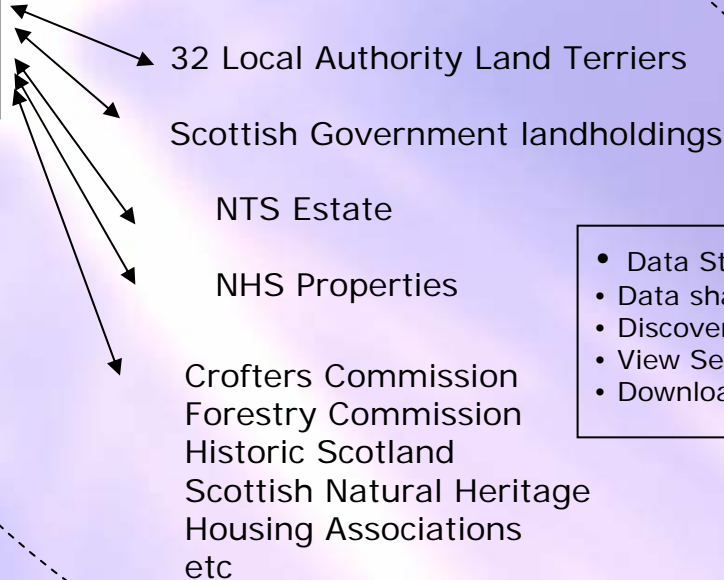 32 Local Authority Land Terriers
Scottish Government landholdings
NTS Estate
NHS Properties
• Data
• Data
•
• View
•
Crofters Commission
Forestry Commission
Historic Scotland
Scottish Natural Heritage
Housing Associations
etc